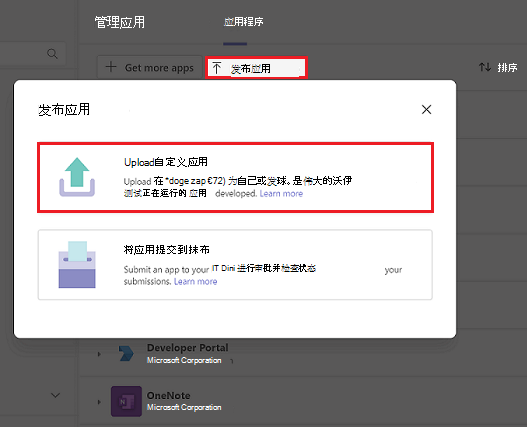 管理应用
应用程序
Get more apps
发布应用
排序
发布应用
Upload自定义应用
Upload 在 "doge zap €72) 为自己或发球。是伟大的沃伊
测试正在运行的 应用 developed. Learn more
将应用提交到抹布
Submit an app to your IT Dini 进行审批并检查状态 your
submissions. Learn more
Developer Portal
Microsoft Corporation
OneNote
Microsoft Corporation